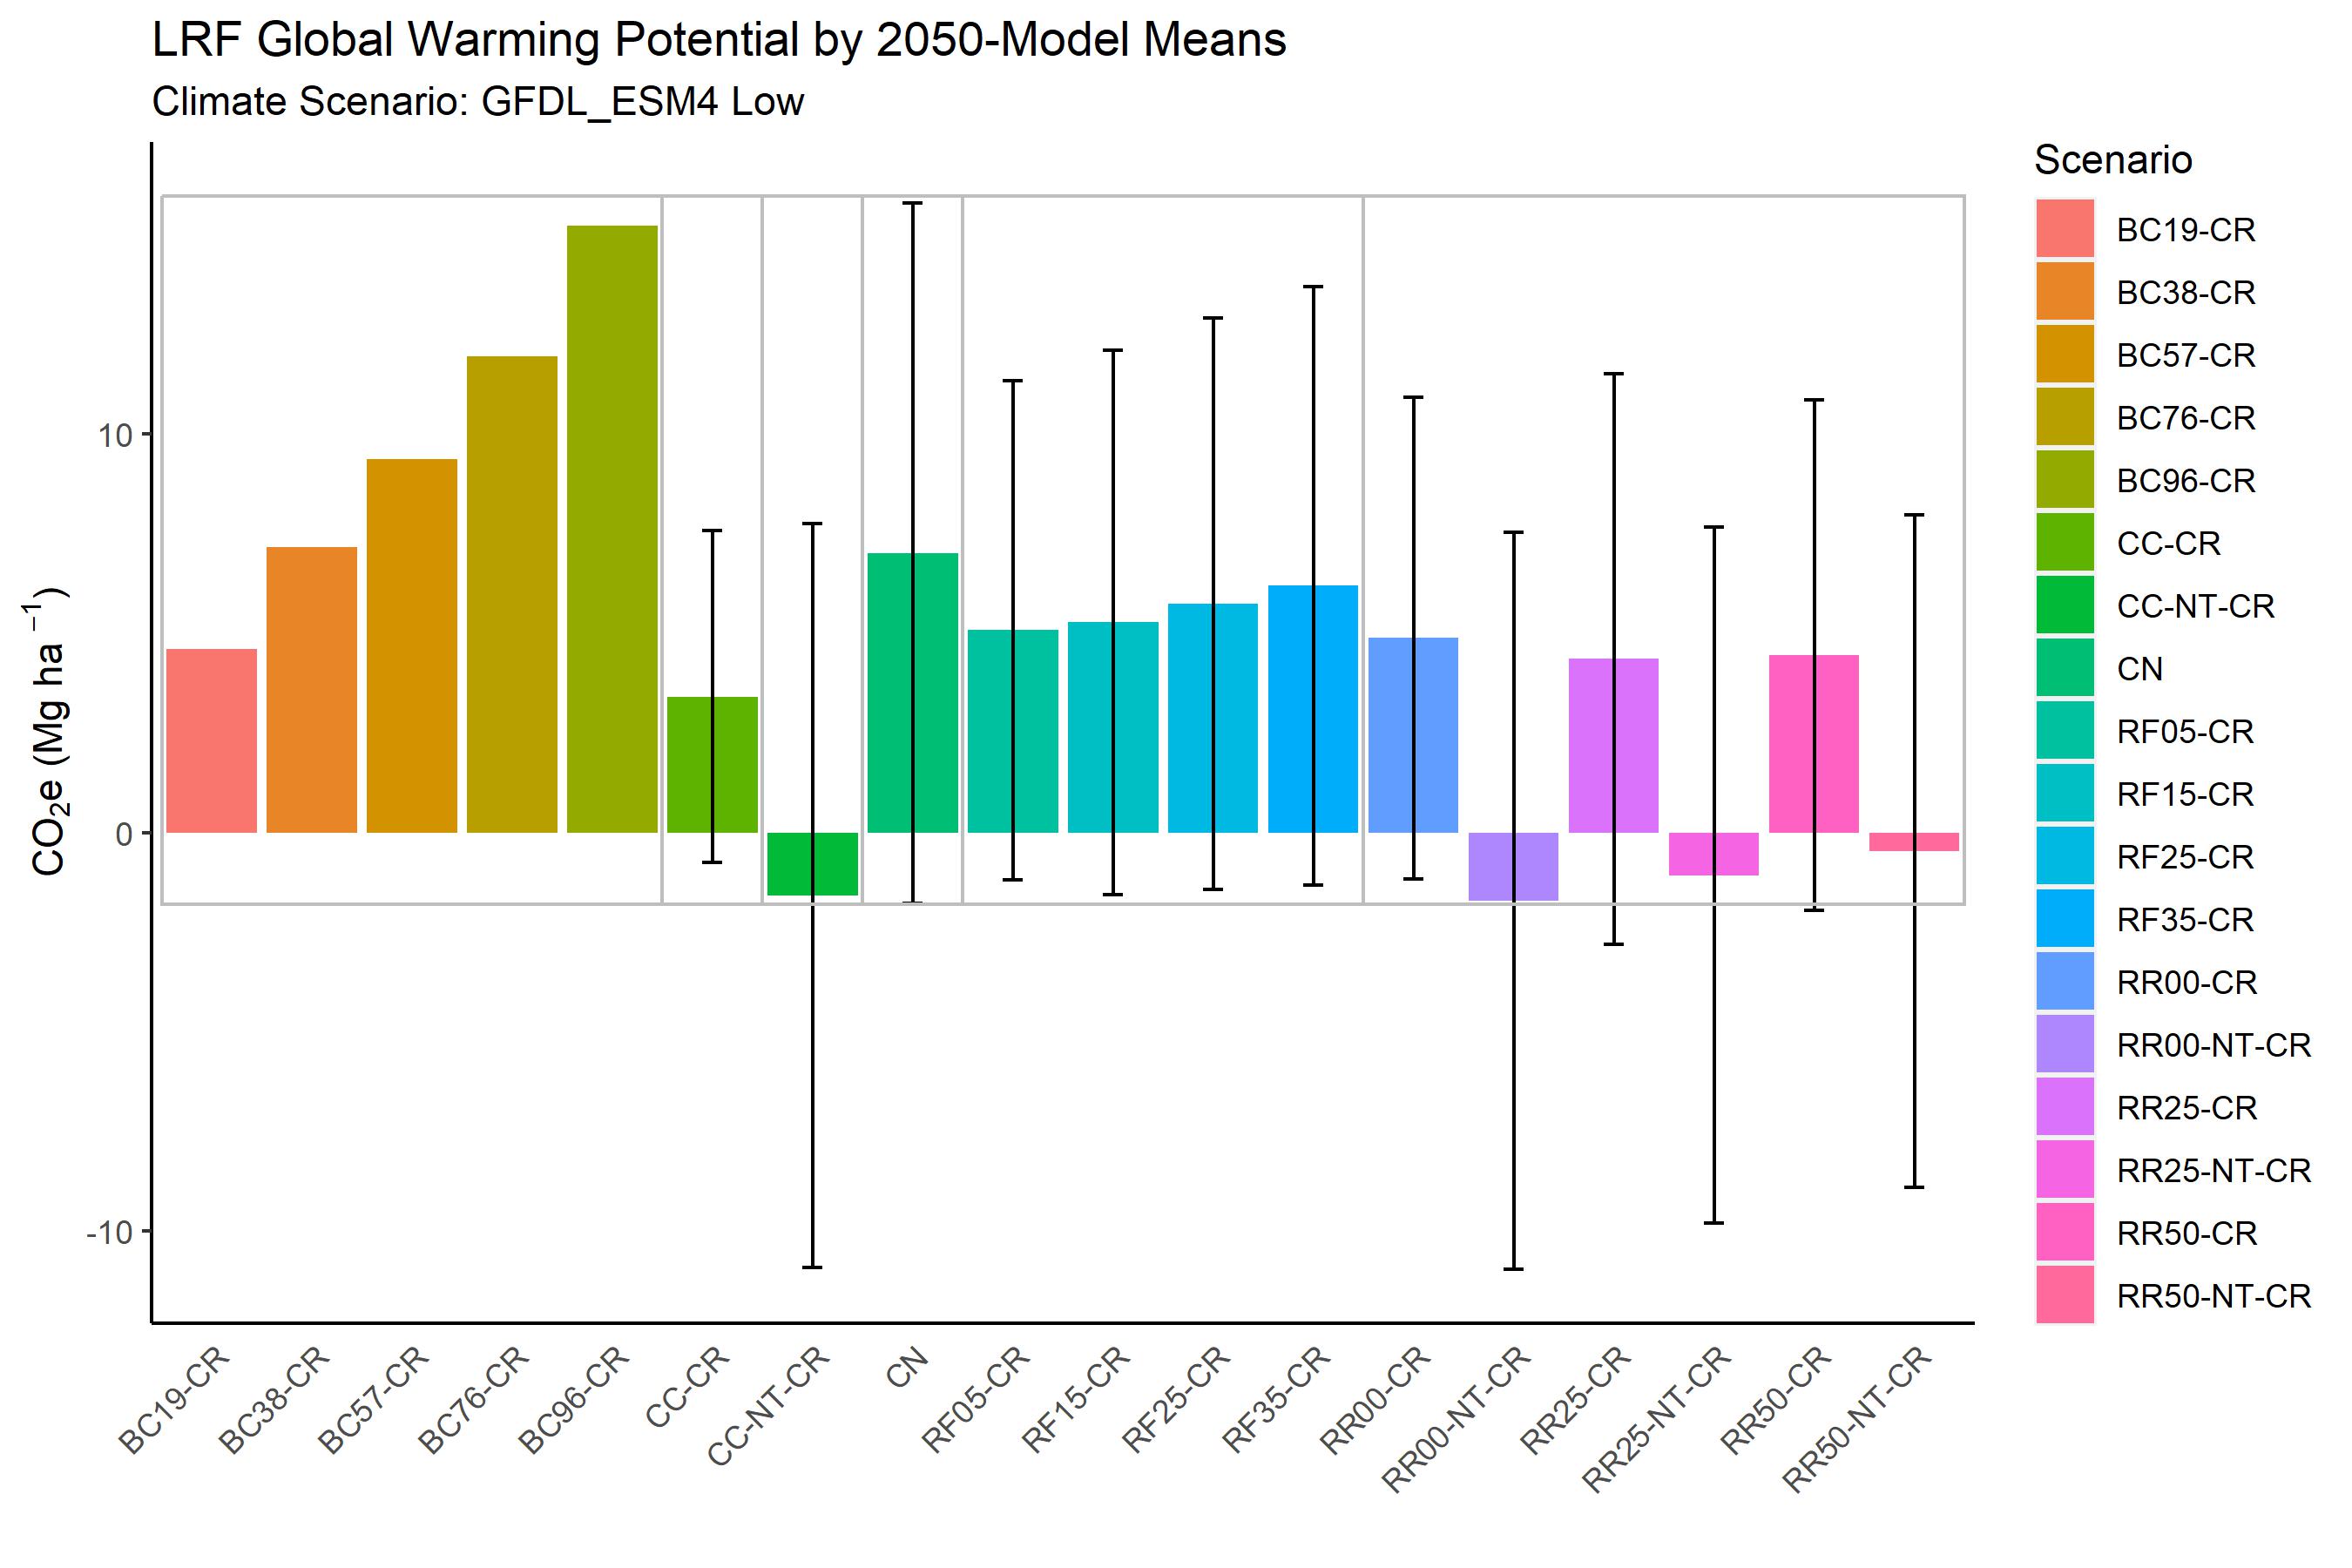 LRF Global Warming Potential by 2050-Model Means
Climate Scenario: GFDL_ESM4 Low
CO₂e (Mg ha ⁻¹)
10
0
-10
BC19-CR
BC38-CR
BC57-CR
BC76-CR
BC96-CR
CC-CR
CC-NT-CR
CN
RF05-CR
RF15-CR
RF25-CR
RF35-CR
RR00-CR
RR00-NT-CR
RR25-CR
RR25-NT-CR
RR50-CR
RR50-NT-CR
Scenario
BC19-CR
BC38-CR
BC57-CR
BC76-CR
BC96-CR
CC-CR
CC-NT-CR
CN
RF05-CR
RF15-CR
RF25-CR
RF35-CR
RR00-CR
RR00-NT-CR
RR25-CR
RR25-NT-CR
RR50-CR
RR50-NT-CR